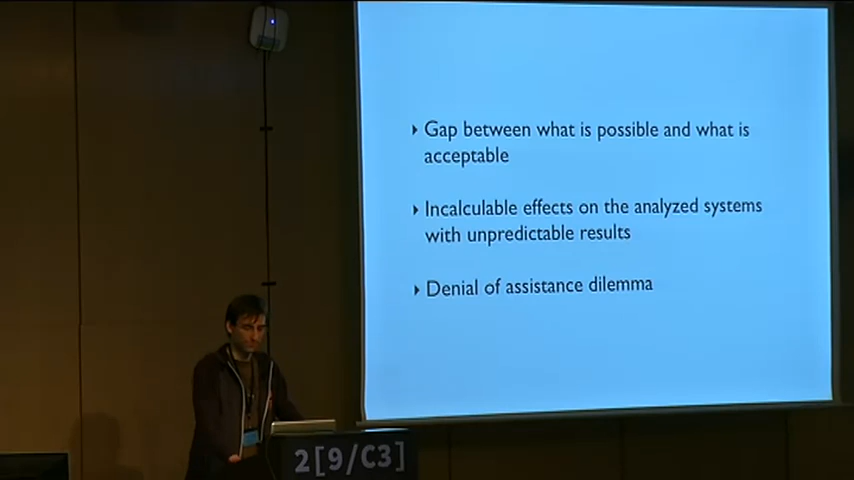 Gap between what is possible and what is
acceptable
Incalculable effects on the analyzed systems
with unpredictable results
Denial of assistance dilemma
2[9/C3]